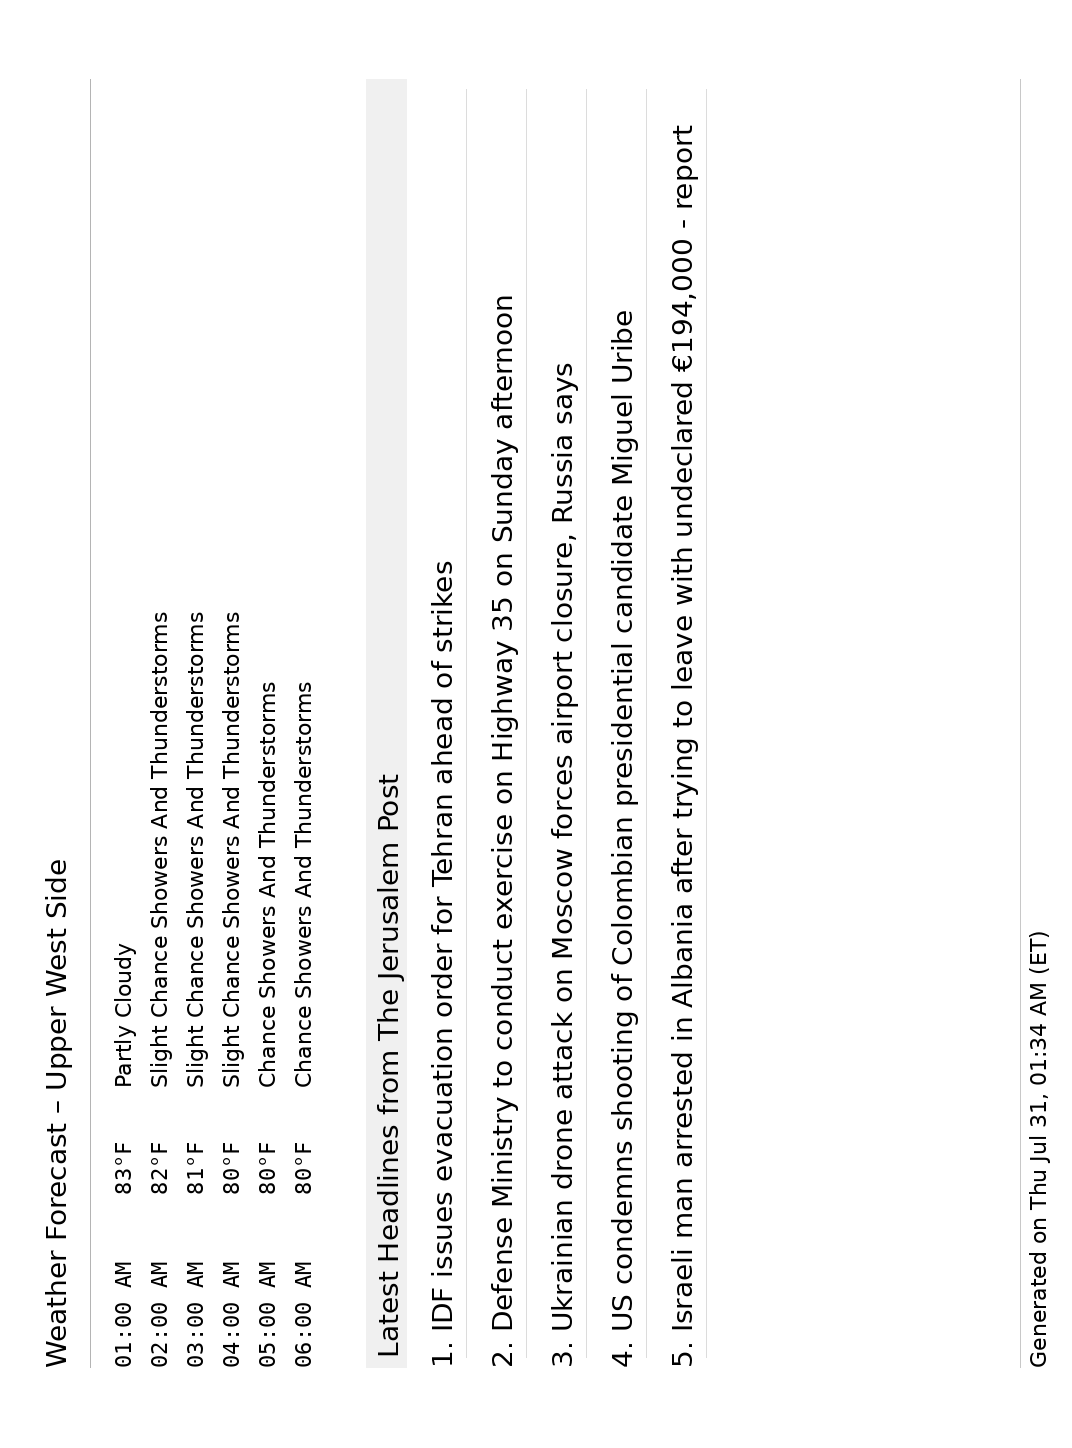 Weather Forecast – Upper West Side
01:00 AM 83°F Partly Cloudy
02:00 AM 82°F Slight Chance Showers And Thunderstorms
03:00 AM 81°F Slight Chance Showers And Thunderstorms
04:00 AM 80°F Slight Chance Showers And Thunderstorms
05:00 AM 80°F Chance Showers And Thunderstorms
06:00 AM 80°F Chance Showers And Thunderstorms
Latest Headlines from The Jerusalem Post
1. IDF issues evacuation order for Tehran ahead of strikes
2. Defense Ministry to conduct exercise on Highway 35 on Sunday afternoon
3. Ukrainian drone attack on Moscow forces airport closure, Russia says
4. US condemns shooting of Colombian presidential candidate Miguel Uribe
5. Israeli man arrested in Albania after trying to leave with undeclared €194,000 - report
Generated on Thu Jul 31, 01:34 AM (ET)